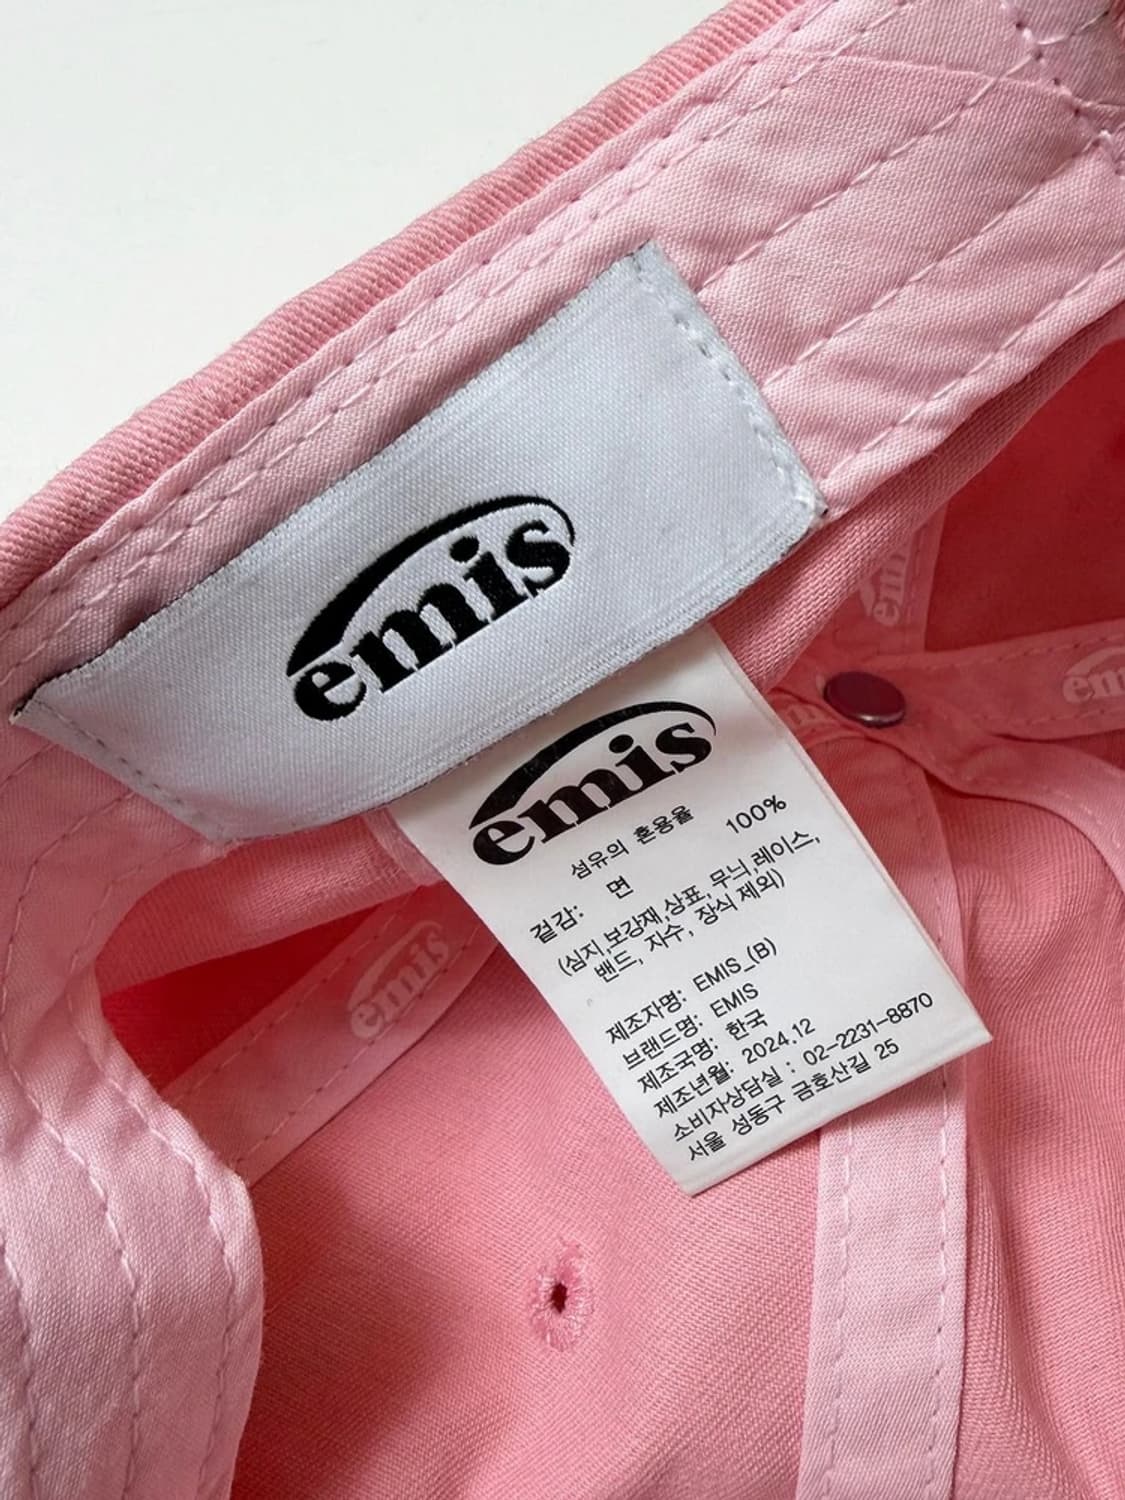 emis
emis
섬유의 혼용율
겉감: 면 100%
(심지,보강재,상표,무늬,레이스,
밴드, 자수, 장식 제외)
제조자명: EMIS_(B)
브랜드명: EMIS
제조국명: 한국
제조년월: 2024.12
소비자상담실 : 02-2231-8870
서울 성동구 금호산길 25
emis
em
emis